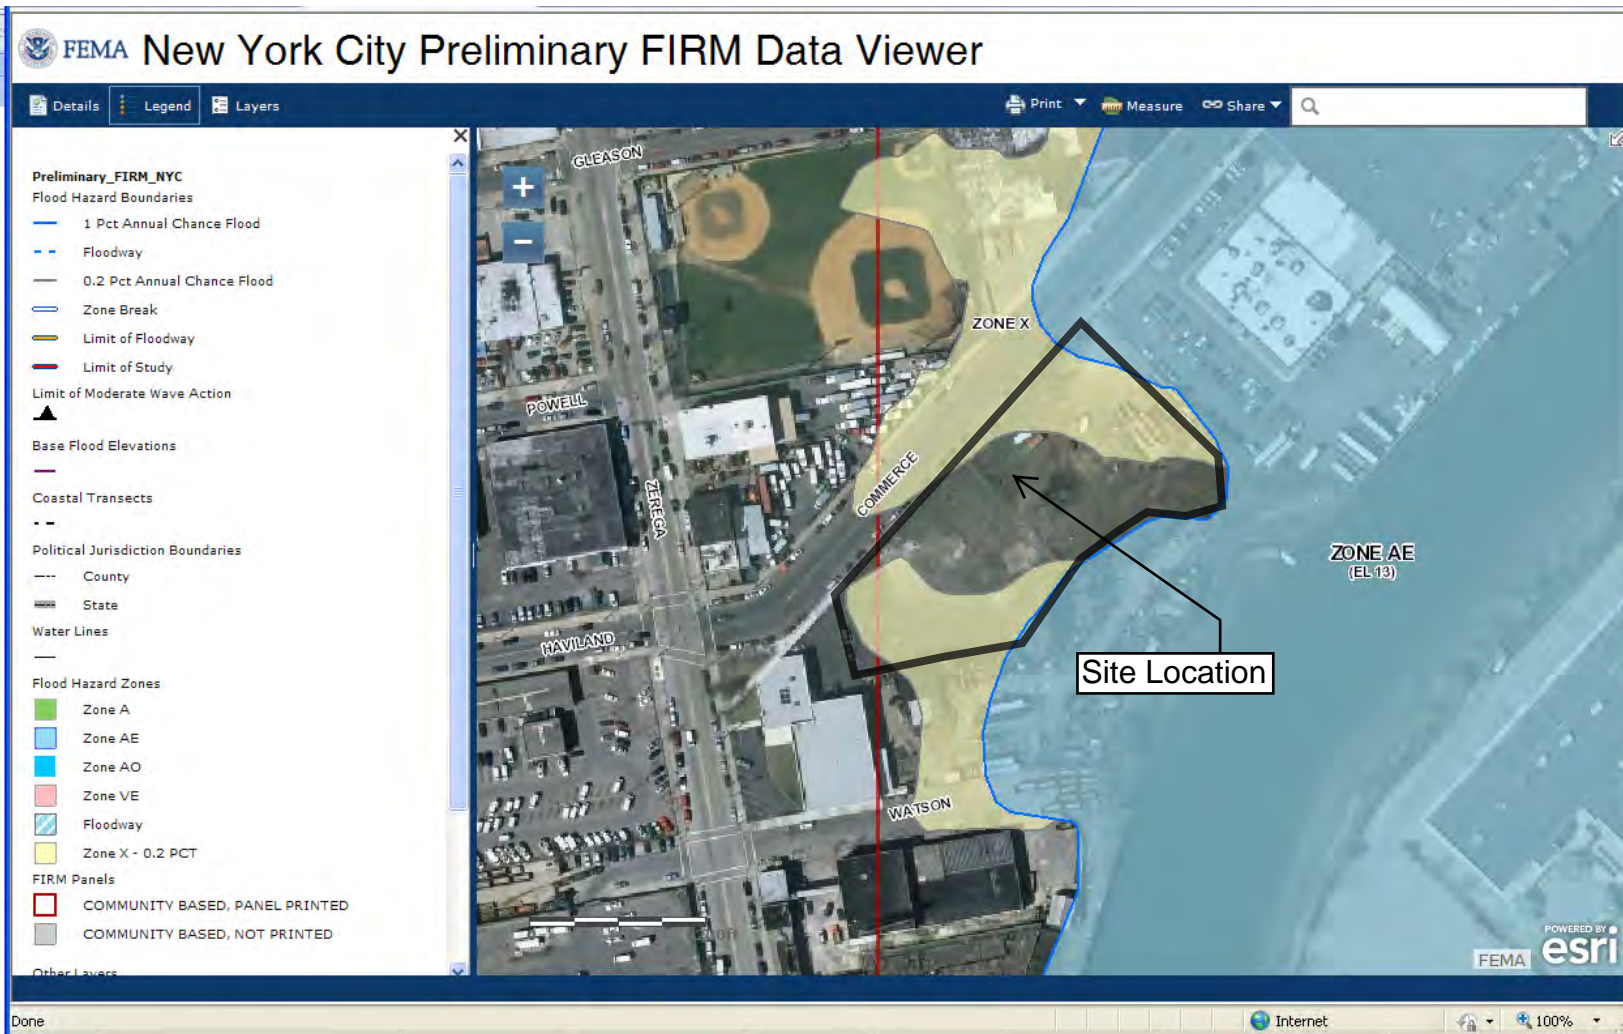 FEMA New York City Preliminary FIRM Data Viewer
Details Legend Layers Print Measure Share
Preliminary_FIRM_NYC
Flood Hazard Boundaries
1 Pct Annual Chance Flood
Floodway
0.2 Pct Annual Chance Flood
Zone Break
Limit of Floodway
Limit of Study
Limit of Moderate Wave Action
Base Flood Elevations
Coastal Transects
Political Jurisdiction Boundaries
County
State
Water Lines
Flood Hazard Zones
Zone A
Zone AE
Zone AO
Zone VE
Floodway
Zone X - 0.2 PCT
FIRM Panels
COMMUNITY BASED, PANEL PRINTED
COMMUNITY BASED, NOT PRINTED
Other Layers
GLEASON
ZONE X
POWELL
COMMERCE
ZEREGA
ZONE AE
(EL 13)
HAVILAND
Site Location
WATSON
POWERED BY
esri
FEMA
Done
Internet
100%